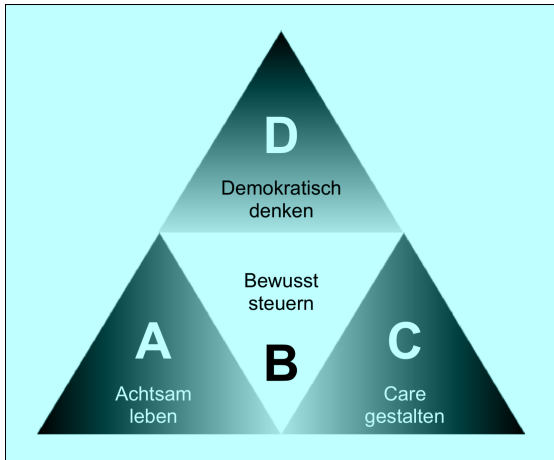 D
Demokratisch
denken
Bewusst
steuern
B
A
Achtsam
leben
C
Care
gestalten